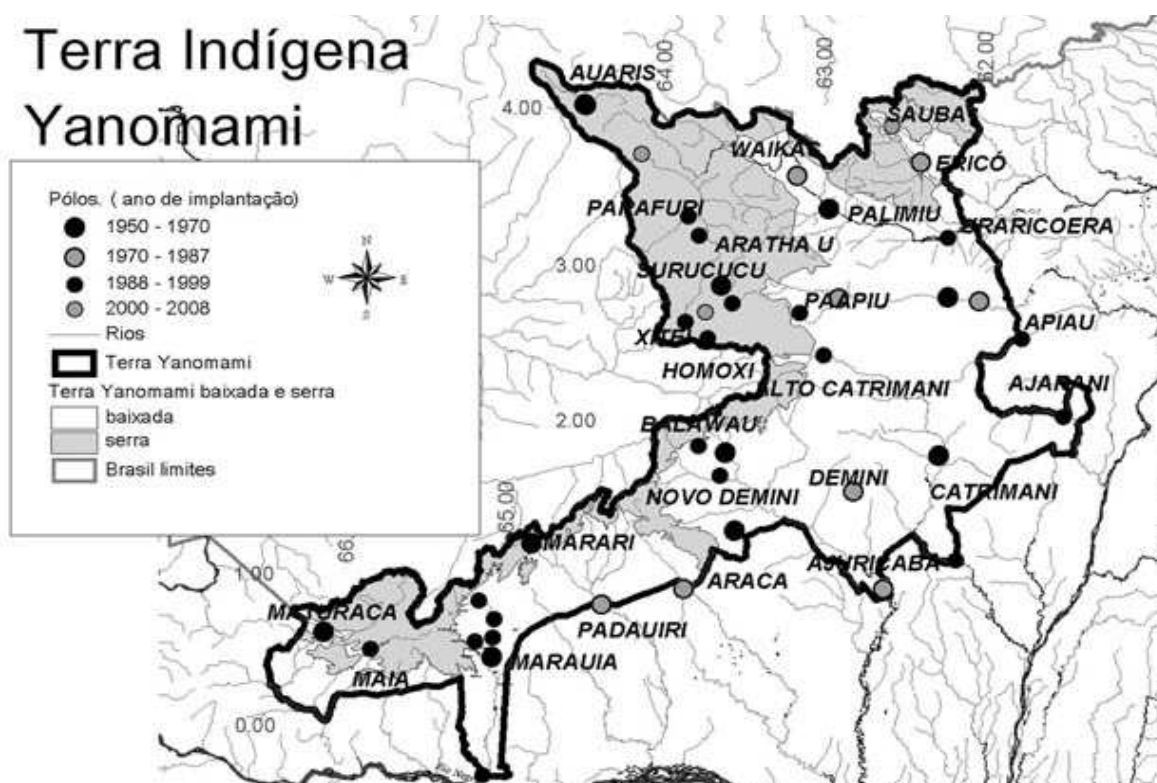 Terra Indígena
Yanomami
Pólos. ( ano de implantação)
1950 - 1970
1970 - 1987
1988 - 1999
2000 - 2008
Rios
Terra Yanomami
Terra Yanomami baixada e serra
baixada
serra
Brasil limites
N
W
E
S
64.00
63.00
62.00
4.00
AUARIS
SAUBA
WAIKAS
ERICÓ
PARAFURI
PALIMIU
URARICOERA
ARATHA U
3.00
SURUCUCU
PAAPIU
APIAU
XITEI
HOMOXI
ALTO CATRIMANI
AJARANI
2.00
BALAWAU
DEMINI
NOVO DEMINI
CATRIMANI
65.00
MARARI
AJURICABA
1.00
ARACA
MATURACA
PADAUIRI
MARAUIA
MAIA
0.00